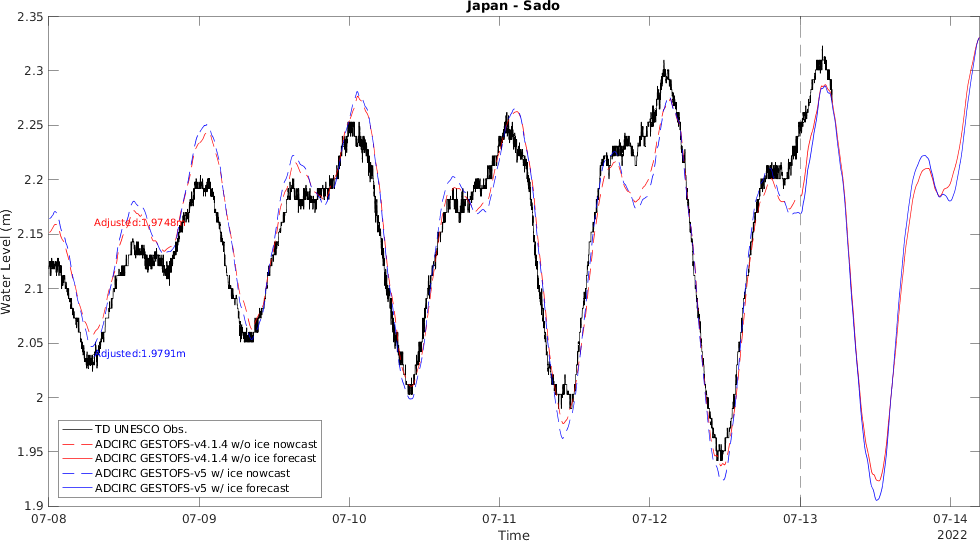 Japan - Sado
2.35
2.3
2.25
2.2
2.15
2.1
2.05
2
1.95
1.9
Water Level (m)
Adjusted:1.9748m
Adjusted:1.9791m
TD UNESCO Obs.
ADCIRC GESTOFS-v4.1.4 w/o ice nowcast
ADCIRC GESTOFS-v4.1.4 w/o ice forecast
ADCIRC GESTOFS-v5 w/ ice nowcast
ADCIRC GESTOFS-v5 w/ ice forecast
07-08 07-09 07-10 07-11 07-12 07-13 07-14
Time
2022